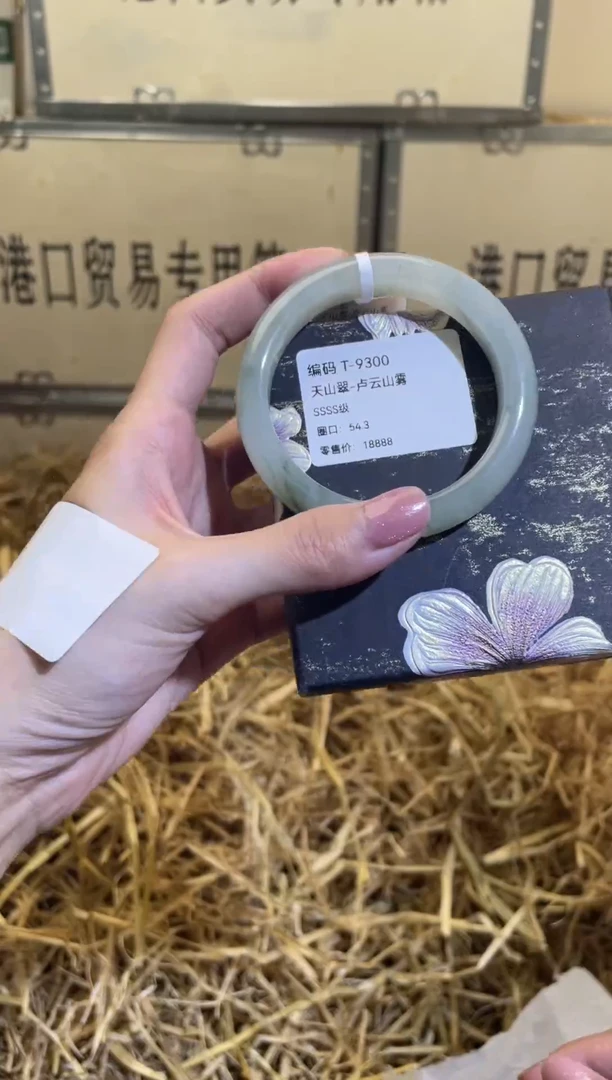 港口贸易专用箱
港口贸易
编码 T-9300
天山翠-卢云山雾
SSSS级
圈口: 54.3
零售价: 18888